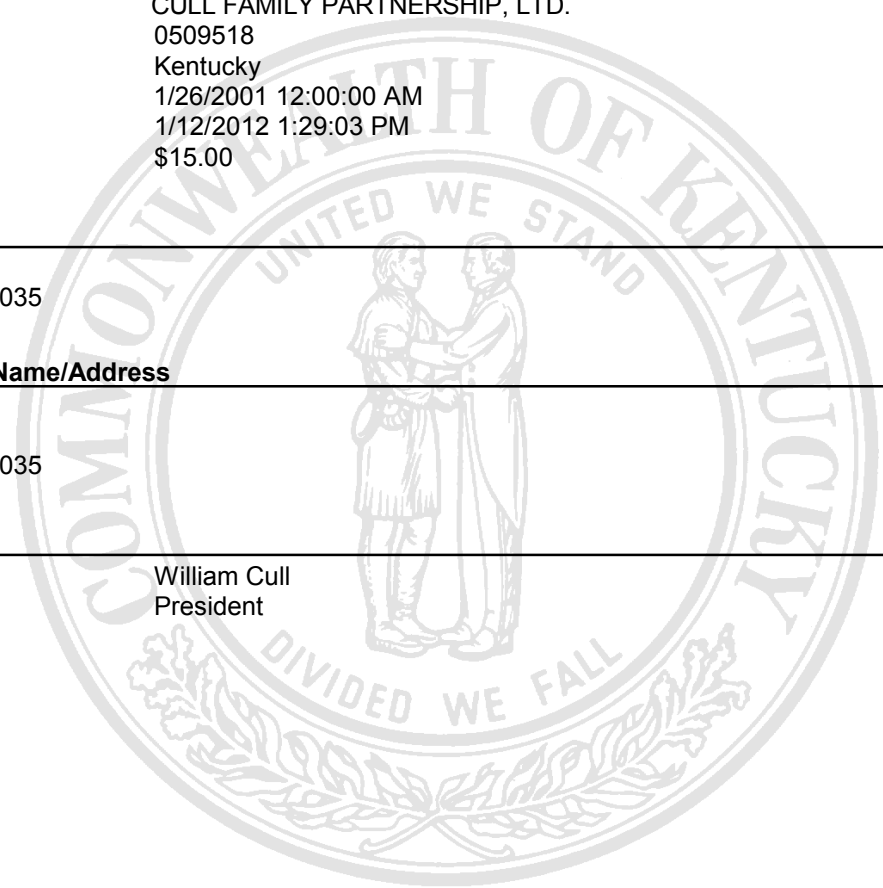 CULL FAMILY PARTNERSHIP, LTD.
0509518
Kentucky
1/26/2001 12:00:00 AM
1/12/2012 1:29:03 PM
$15.00
COMMONWEALTH OF KENTUCKY
UNITED WE STAND
035
Name/Address
035
William Cull
President
DIVIDED WE FALL